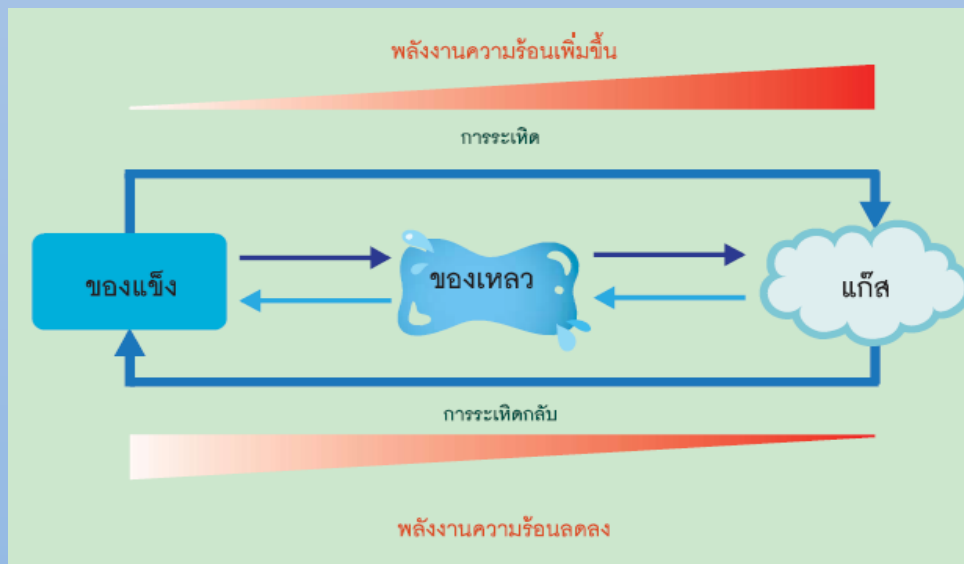 พลังงานความร้อนเพิ่มขึ้น
การระเหิด
ของแข็ง
ของเหลว
แก๊ส
การระเหิดกลับ
พลังงานความร้อนลดลง